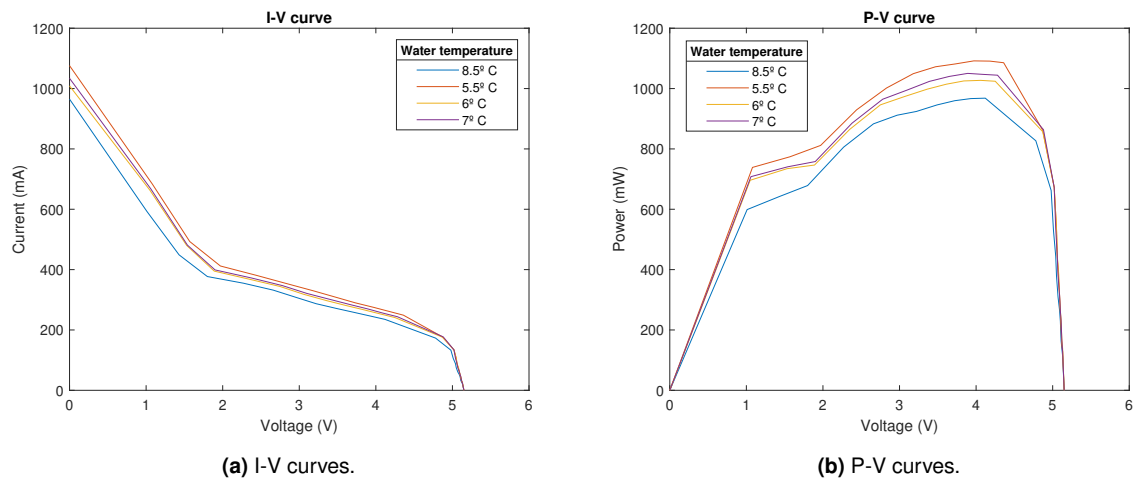 I-V curve
1200
1000
800
600
400
200
0
Current (mA)
Water temperature
8.5º C
5.5º C
6º C
7º C
0 1 2 3 4 5 6
Voltage (V)
(a) I-V curves.
P-V curve
1200
1000
800
600
400
200
0
Power (mW)
Water temperature
8.5º C
5.5º C
6º C
7º C
0 1 2 3 4 5 6
Voltage (V)
(b) P-V curves.